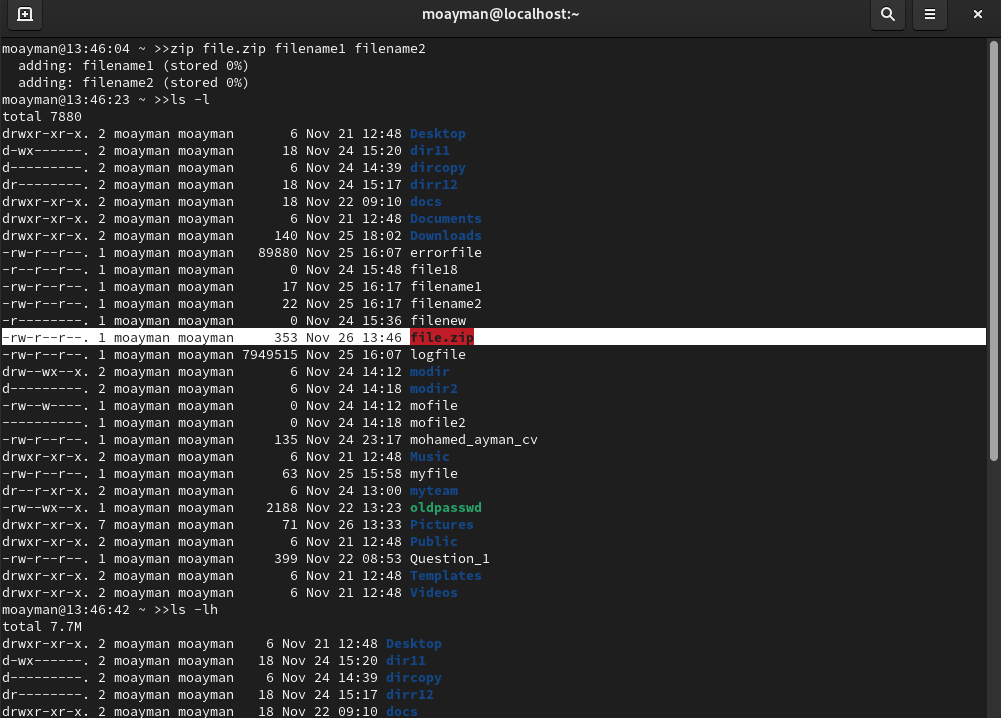 moayman@localhost:~
moayman@13:46:04 ~ >>zip file.zip filename1 filename2
  adding: filename1 (stored 0%)
  adding: filename2 (stored 0%)
moayman@13:46:23 ~ >>ls -l
total 7880
drwxr-xr-x. 2 moayman moayman       6 Nov 21 12:48 Desktop
d-wx------. 2 moayman moayman      18 Nov 24 15:20 dir11
d---------. 2 moayman moayman       6 Nov 24 14:39 dircopy
dr--------. 2 moayman moayman      18 Nov 24 15:17 dirr12
drwxr-xr-x. 2 moayman moayman      18 Nov 22 09:10 docs
drwxr-xr-x. 2 moayman moayman       6 Nov 21 12:48 Documents
drwxr-xr-x. 2 moayman moayman     140 Nov 25 18:02 Downloads
-rw-r--r--. 1 moayman moayman   89880 Nov 25 16:07 errorfile
-r--r--r--. 1 moayman moayman       0 Nov 24 15:48 file18
-rw-r--r--. 1 moayman moayman      17 Nov 25 16:17 filename1
-rw-r--r--. 1 moayman moayman      22 Nov 25 16:17 filename2
-r--------. 1 moayman moayman       0 Nov 24 15:36 filenew
-rw-r--r--. 1 moayman moayman     353 Nov 26 13:46 file.zip
-rw-r--r--. 1 moayman moayman 7949515 Nov 25 16:07 logfile
drw--wx--x. 2 moayman moayman       6 Nov 24 14:12 modir
d---------. 2 moayman moayman       6 Nov 24 14:18 modir2
-rw--w----. 1 moayman moayman       0 Nov 24 14:12 mofile
----------. 1 moayman moayman       0 Nov 24 14:18 mofile2
-rw-r--r--. 1 moayman moayman     135 Nov 24 23:17 mohamed_ayman_cv
drwxr-xr-x. 2 moayman moayman       6 Nov 21 12:48 Music
-rw-r--r--. 1 moayman moayman      63 Nov 25 15:58 myfile
dr--r-xr-x. 2 moayman moayman       6 Nov 24 13:00 myteam
-rw--wx--x. 1 moayman moayman    2188 Nov 22 13:23 oldpasswd
drwxr-xr-x. 7 moayman moayman      71 Nov 26 13:33 Pictures
drwxr-xr-x. 2 moayman moayman       6 Nov 21 12:48 Public
-rw-r--r--. 1 moayman moayman     399 Nov 22 08:53 Question_1
drwxr-xr-x. 2 moayman moayman       6 Nov 21 12:48 Templates
drwxr-xr-x. 2 moayman moayman       6 Nov 21 12:48 Videos
moayman@13:46:42 ~ >>ls -lh
total 7.7M
drwxr-xr-x. 2 moayman moayman    6 Nov 21 12:48 Desktop
d-wx------. 2 moayman moayman   18 Nov 24 15:20 dir11
d---------. 2 moayman moayman    6 Nov 24 14:39 dircopy
dr--------. 2 moayman moayman   18 Nov 24 15:17 dirr12
drwxr-xr-x. 2 moayman moayman   18 Nov 22 09:10 docs